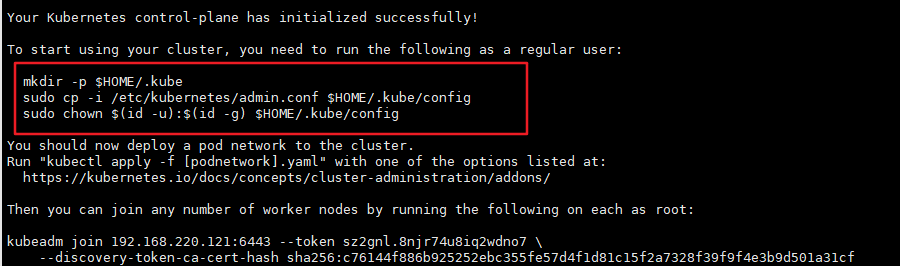 Your Kubernetes control-plane has initialized successfully!
To start using your cluster, you need to run the following as a regular user:
mkdir -p $HOME/.kube
sudo cp -i /etc/kubernetes/admin.conf $HOME/.kube/config
sudo chown $(id -u):$(id -g) $HOME/.kube/config
You should now deploy a pod network to the cluster.
Run "kubectl apply -f [podnetwork].yaml" with one of the options listed at:
https://kubernetes.io/docs/concepts/cluster-administration/addons/
Then you can join any number of worker nodes by running the following on each as root:
kubeadm join 192.168.220.121:6443 --token sz2gnl.8njr74u8iq2wdno7 \
--discovery-token-ca-cert-hash sha256:c76144f886b925252ebc355fe57d4f1d81c15f2a7328f39f9f4e3b9d501a31cf